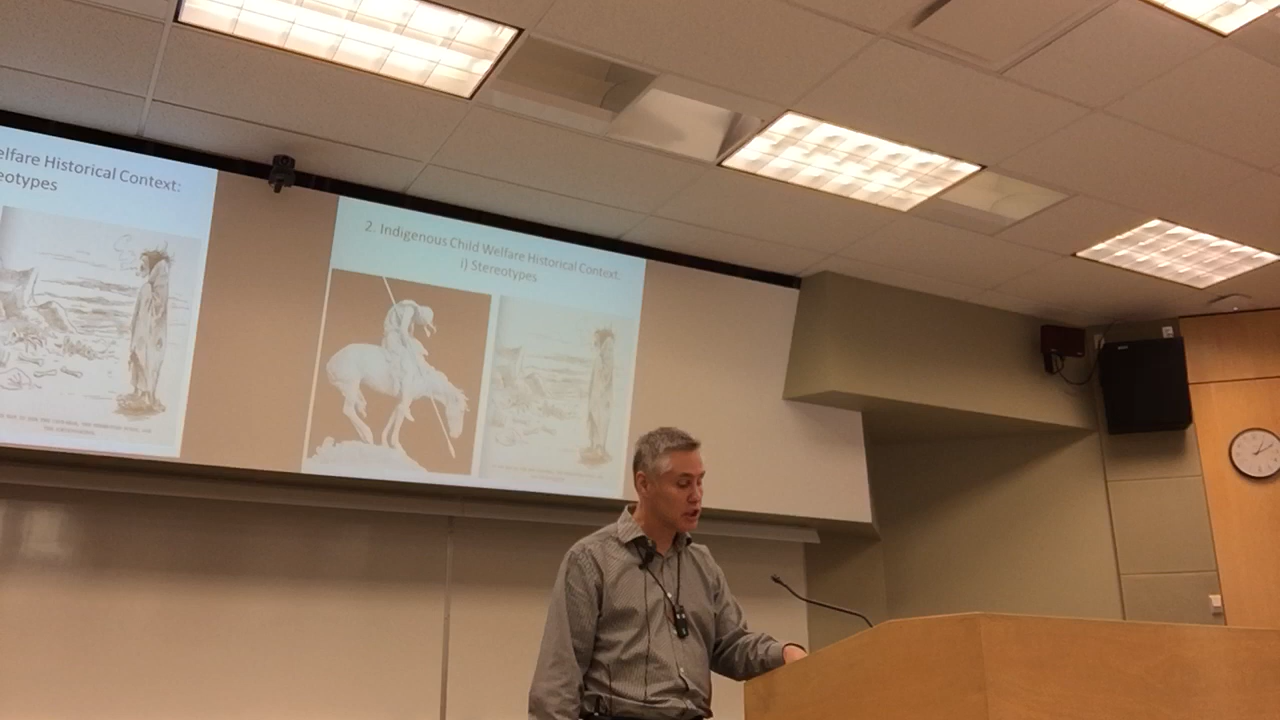 elfare Historical Context:
eotypes
2. Indigenous Child Welfare Historical Context:
i) Stereotypes